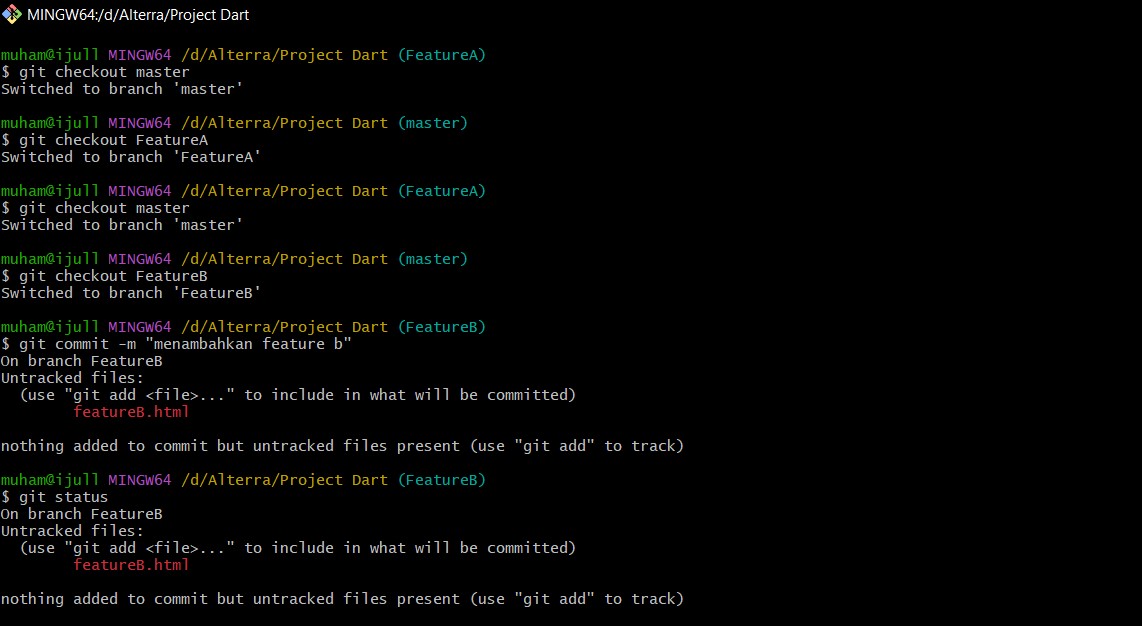 MINGW64:/d/Alterra/Project Dart
muham@ijull MINGW64 /d/Alterra/Project Dart (FeatureA)
$ git checkout master
Switched to branch 'master'
muham@ijull MINGW64 /d/Alterra/Project Dart (master)
$ git checkout FeatureA
Switched to branch 'FeatureA'
muham@ijull MINGW64 /d/Alterra/Project Dart (FeatureA)
$ git checkout master
Switched to branch 'master'
muham@ijull MINGW64 /d/Alterra/Project Dart (master)
$ git checkout FeatureB
Switched to branch 'FeatureB'
muham@ijull MINGW64 /d/Alterra/Project Dart (FeatureB)
$ git commit -m "menambahkan feature b"
On branch FeatureB
Untracked files:
  (use "git add <file>..." to include in what will be committed)
        featureB.html
nothing added to commit but untracked files present (use "git add" to track)
muham@ijull MINGW64 /d/Alterra/Project Dart (FeatureB)
$ git status
On branch FeatureB
Untracked files:
  (use "git add <file>..." to include in what will be committed)
        featureB.html
nothing added to commit but untracked files present (use "git add" to track)